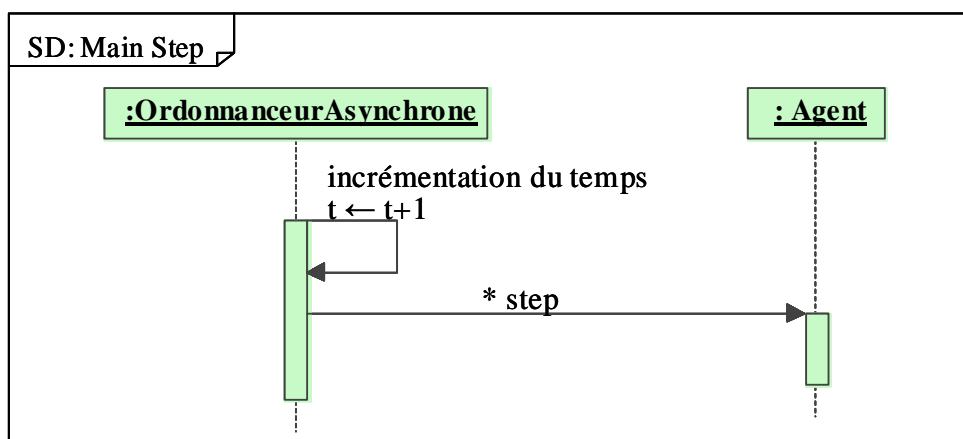 SD: Main Step
:OrdonnanceurAsynchrone
: Agent
incrémentation du temps
t ← t+1
* step